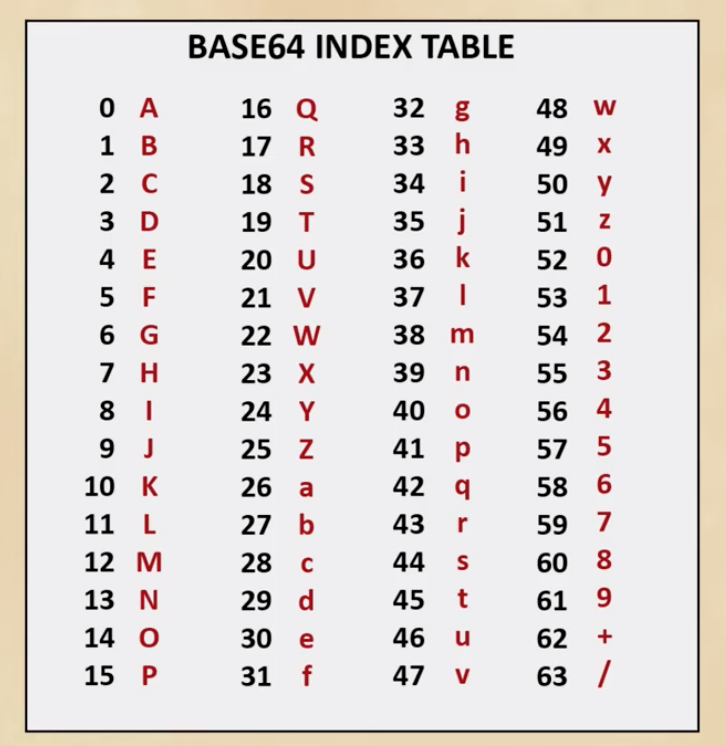 BASE64 INDEX TABLE
0 A 16 Q 32 g 48 w
1 B 17 R 33 h 49 x
2 C 18 S 34 i 50 y
3 D 19 T 35 j 51 z
4 E 20 U 36 k 52 0
5 F 21 V 37 l 53 1
6 G 22 W 38 m 54 2
7 H 23 X 39 n 55 3
8 I 24 Y 40 o 56 4
9 J 25 Z 41 p 57 5
10 K 26 a 42 q 58 6
11 L 27 b 43 r 59 7
12 M 28 c 44 s 60 8
13 N 29 d 45 t 61 9
14 O 30 e 46 u 62 +
15 P 31 f 47 v 63 /